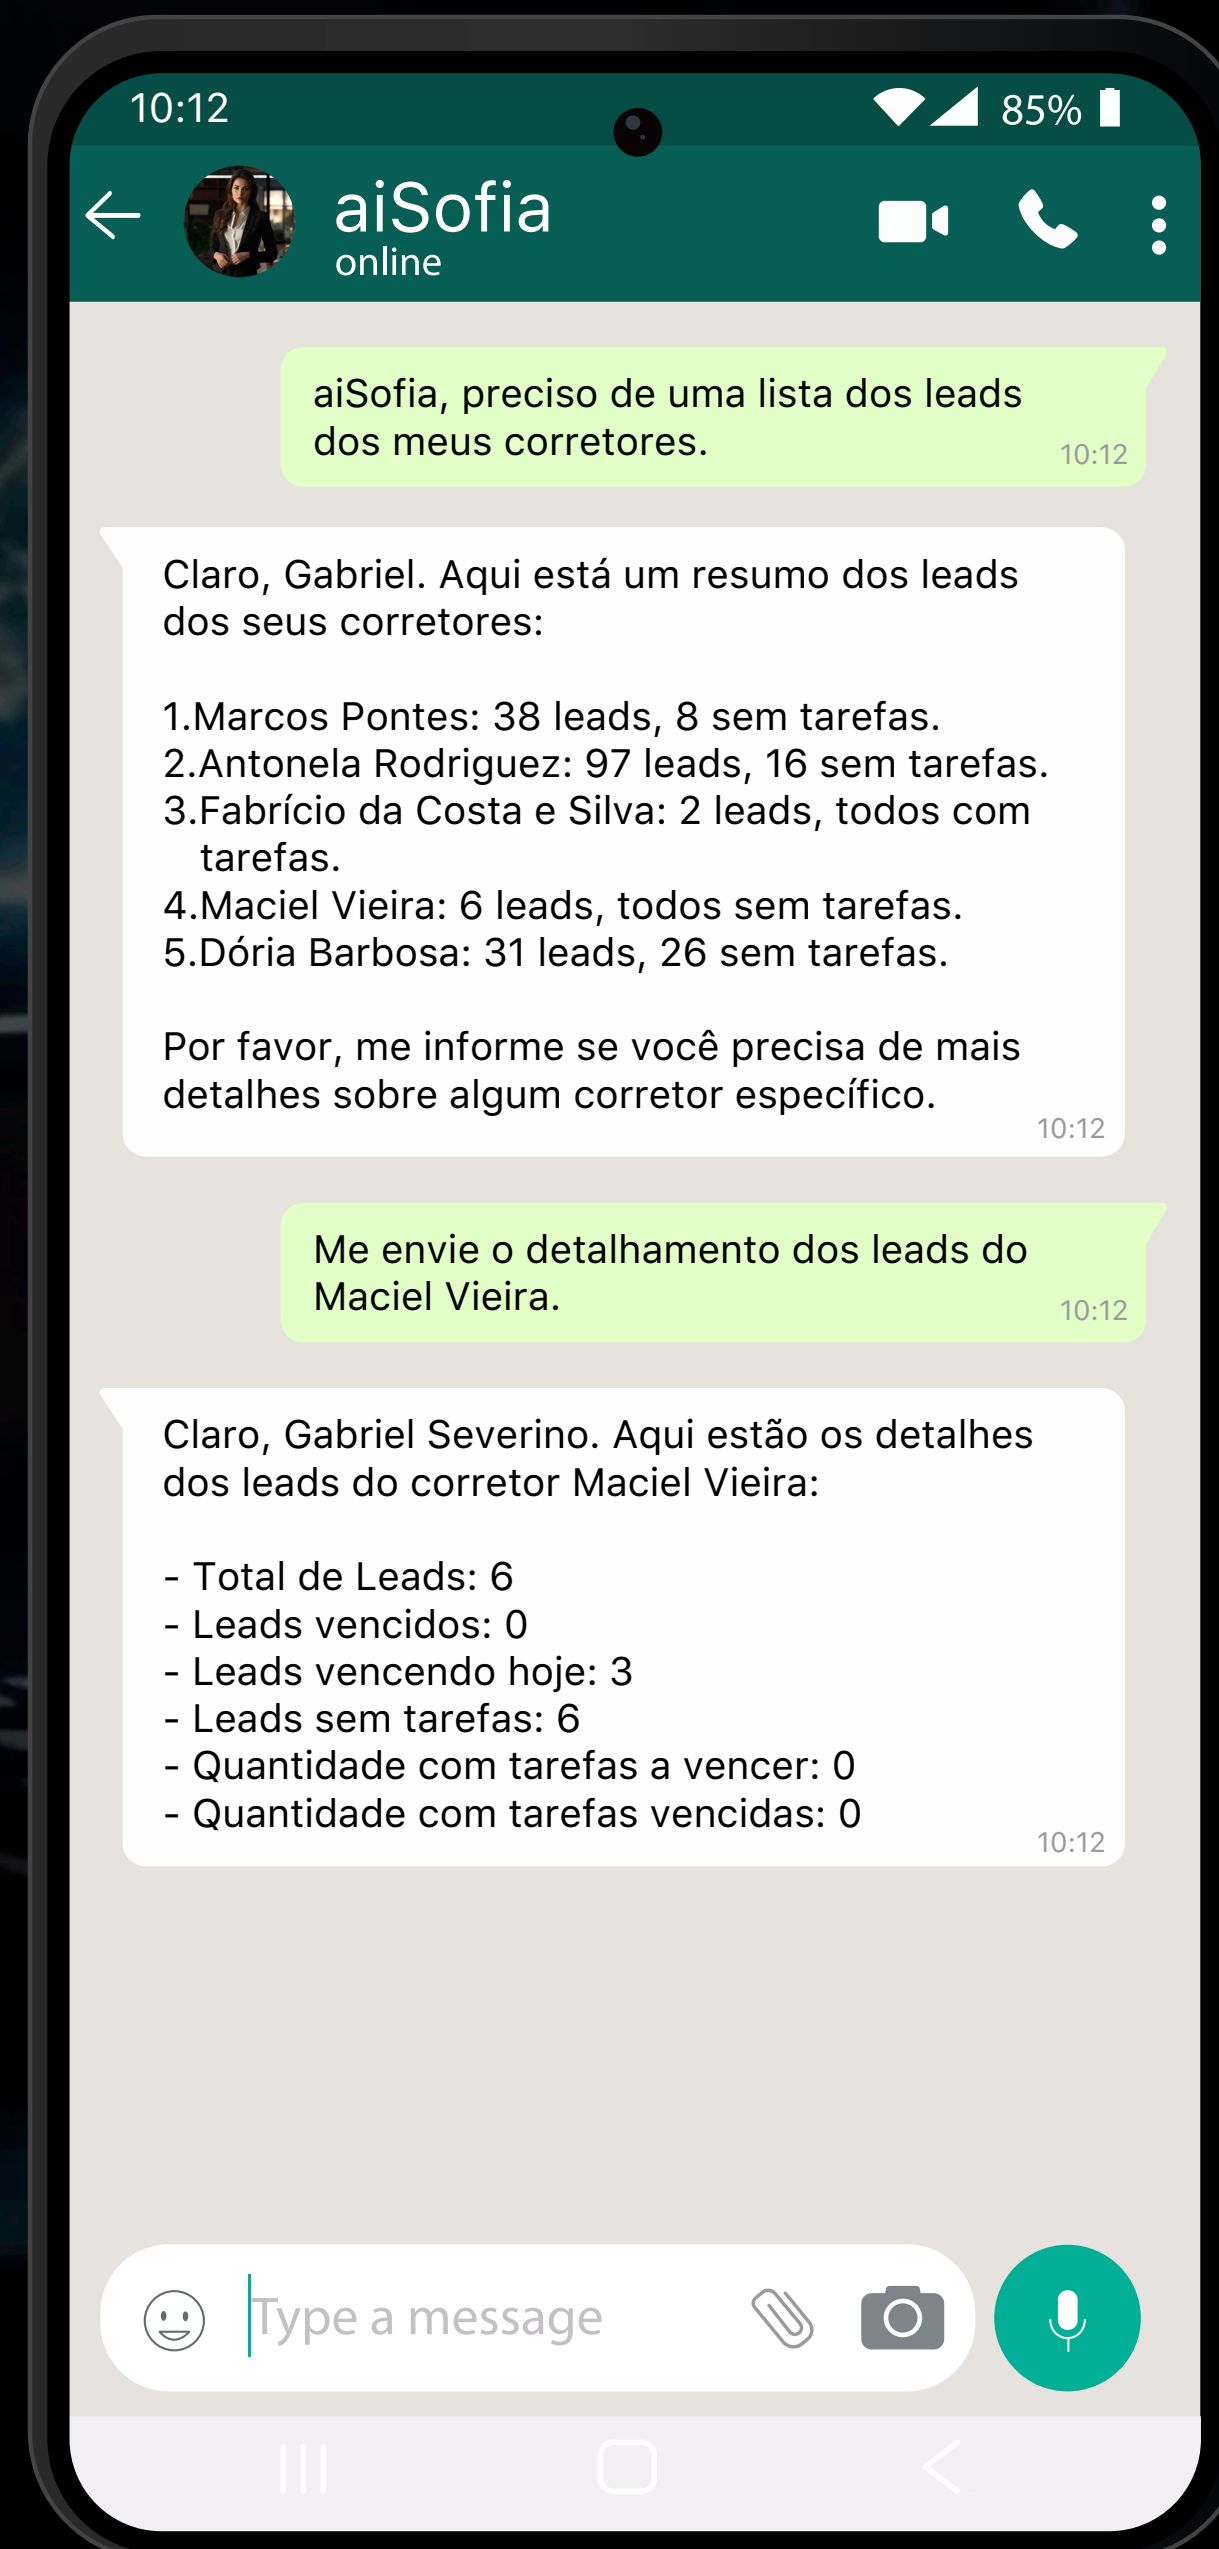 10:12
85%
aiSofia
online
aiSofia, preciso de uma lista dos leads
dos meus corretores.
10:12
Claro, Gabriel. Aqui está um resumo dos leads
dos seus corretores:
1.Marcos Pontes: 38 leads, 8 sem tarefas.
2.Antonela Rodriguez: 97 leads, 16 sem tarefas.
3.Fabrício da Costa e Silva: 2 leads, todos com
tarefas.
4.Maciel Vieira: 6 leads, todos sem tarefas.
5.Dória Barbosa: 31 leads, 26 sem tarefas.
Por favor, me informe se você precisa de mais
detalhes sobre algum corretor específico.
10:12
Me envie o detalhamento dos leads do
Maciel Vieira.
10:12
Claro, Gabriel Severino. Aqui estão os detalhes
dos leads do corretor Maciel Vieira:
- Total de Leads: 6
- Leads vencidos: 0
- Leads vencendo hoje: 3
- Leads sem tarefas: 6
- Quantidade com tarefas a vencer: 0
- Quantidade com tarefas vencidas: 0
10:12
Type a message